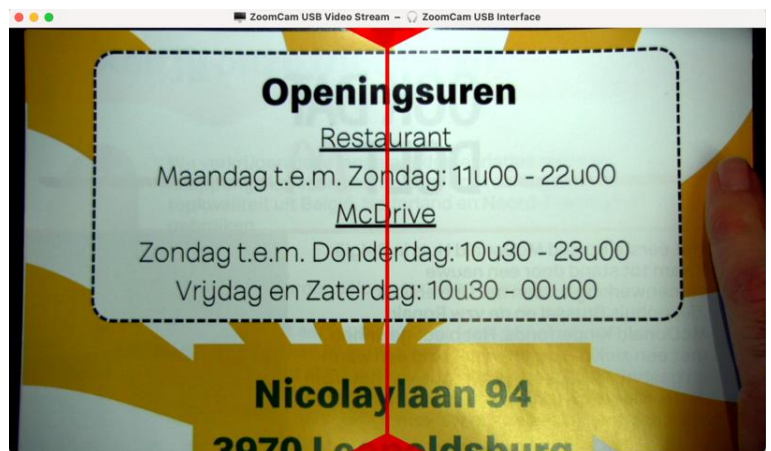 ZoomCam USB Video Stream – ZoomCam USB Interface
Openingsuren
Restaurant
Maandag t.e.m. Zondag: 11u00 - 22u00
McDrive
Zondag t.e.m. Donderdag: 10u30 - 23u00
Vrijdag en Zaterdag: 10u30 - 00u00
Nicolaylaan 94
3970 Leopoldsburg